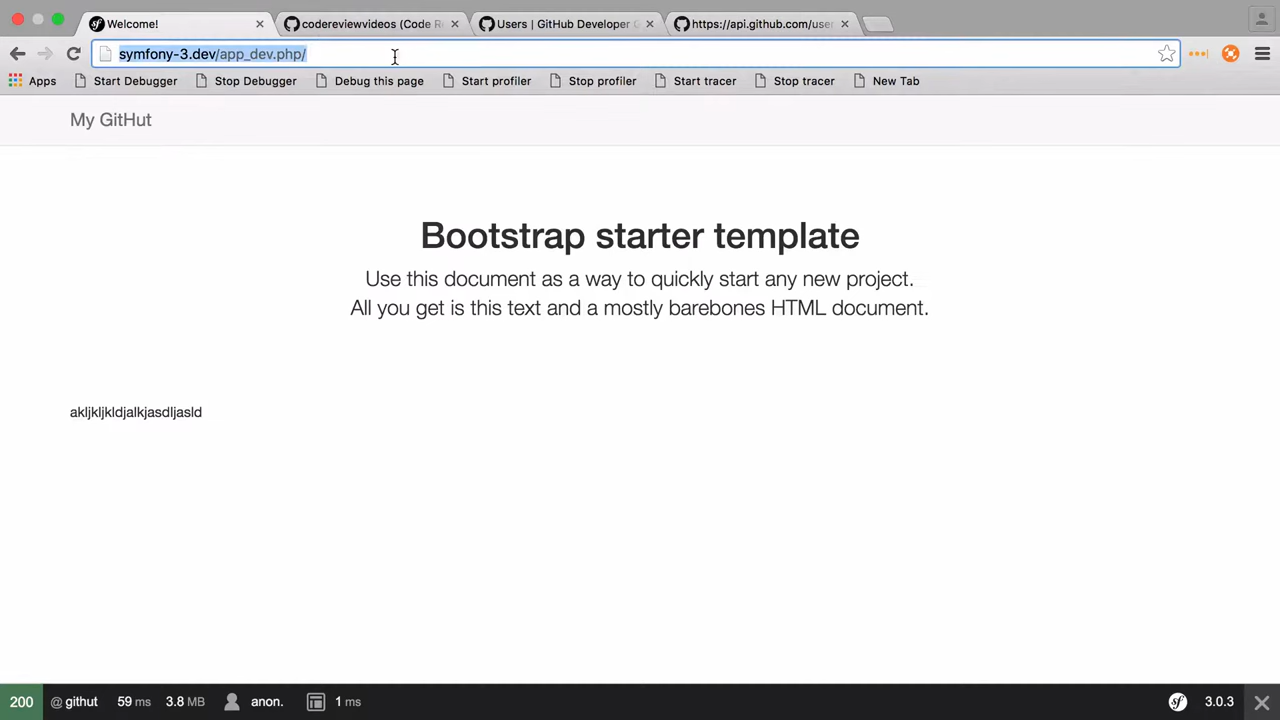 Welcome!
codereviewvideos (Code R
Users | GitHub Developer G
https://api.github.com/user
symfony-3.dev/app_dev.php/
Apps
Start Debugger
Stop Debugger
Debug this page
Start profiler
Stop profiler
Start tracer
Stop tracer
New Tab
My GitHut
Bootstrap starter template
Use this document as a way to quickly start any new project.
All you get is this text and a mostly barebones HTML document.
akljkljkldjalkjasdljasld
200 @ githut 59 ms 3.8 MB anon. 1 ms sf 3.0.3